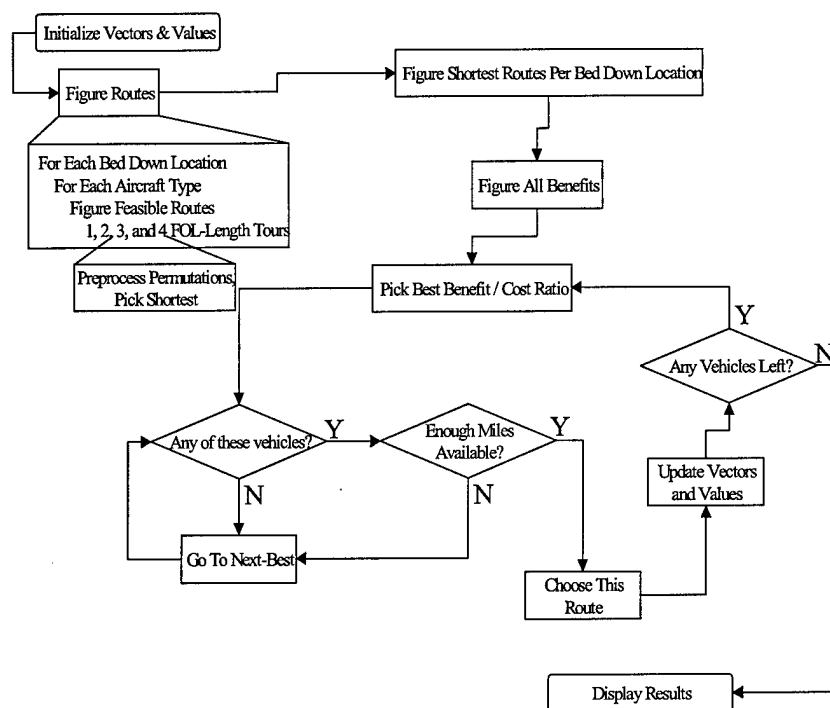 Initialize Vectors & Values
Figure Routes
For Each Bed Down Location
For Each Aircraft Type
Figure Feasible Routes
1, 2, 3, and 4 FOL-Length Tours
Preprocess Permutations,
Pick Shortest
Figure Shortest Routes Per Bed Down Location
Figure All Benefits
Pick Best Benefit / Cost Ratio
Any of these vehicles?
Y
N
Enough Miles
Available?
Y
N
Go To Next-Best
Choose This
Route
Update Vectors
and Values
Any Vehicles Left?
Y
N
Display Results